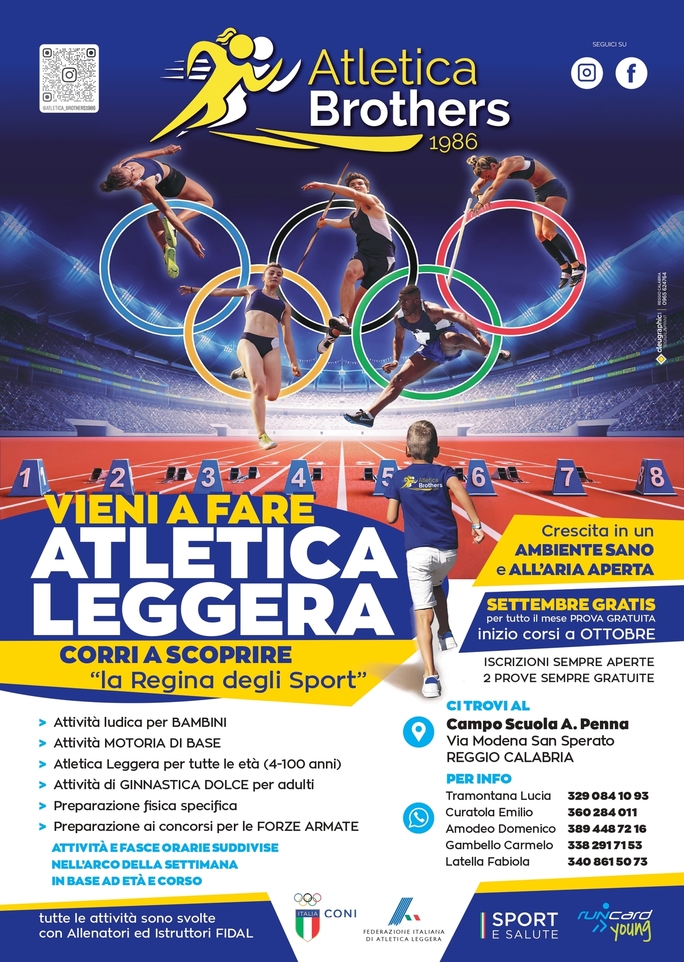 SEGUICI SU
@ATLETICA_BROTHERS1986
Atletica
Brothers
1986
REGGIO CALABRIA
0965 624764
deugraphic
1 2 3 4 5 6 7 8
Atletica
Brothers
VIENI A FARE
ATLETICA
LEGGERA
CORRI A SCOPRIRE
“la Regina degli Sport”
Crescita in un
AMBIENTE SANO
e ALL'ARIA APERTA
SETTEMBRE GRATIS
per tutto il mese PROVA GRATUITA
inizio corsi a OTTOBRE
ISCRIZIONI SEMPRE APERTE
2 PROVE SEMPRE GRATUITE
> Attività ludica per BAMBINI
> Attività MOTORIA DI BASE
> Atletica Leggera per tutte le età (4-100 anni)
> Attività di GINNASTICA DOLCE per adulti
> Preparazione fisica specifica
> Preparazione ai concorsi per le FORZE ARMATE
ATTIVITÀ E FASCE ORARIE SUDDIVISE
NELL'ARCO DELLA SETTIMANA
IN BASE AD ETÀ E CORSO
CI TROVI AL
Campo Scuola A. Penna
Via Modena San Sperato
REGGIO CALABRIA
PER INFO
Tramontana Lucia 329 084 10 93
Curatola Emilio 360 284 011
Amodeo Domenico 389 448 72 16
Gambello Carmelo 338 291 71 53
Latella Fabiola 340 861 50 73
tutte le attività sono svolte
con Allenatori ed Istruttori FIDAL
ITALIA
CONI
FEDERAZIONE ITALIANA
DI ATLETICA LEGGERA
SPORT
E SALUTE
runcard
young